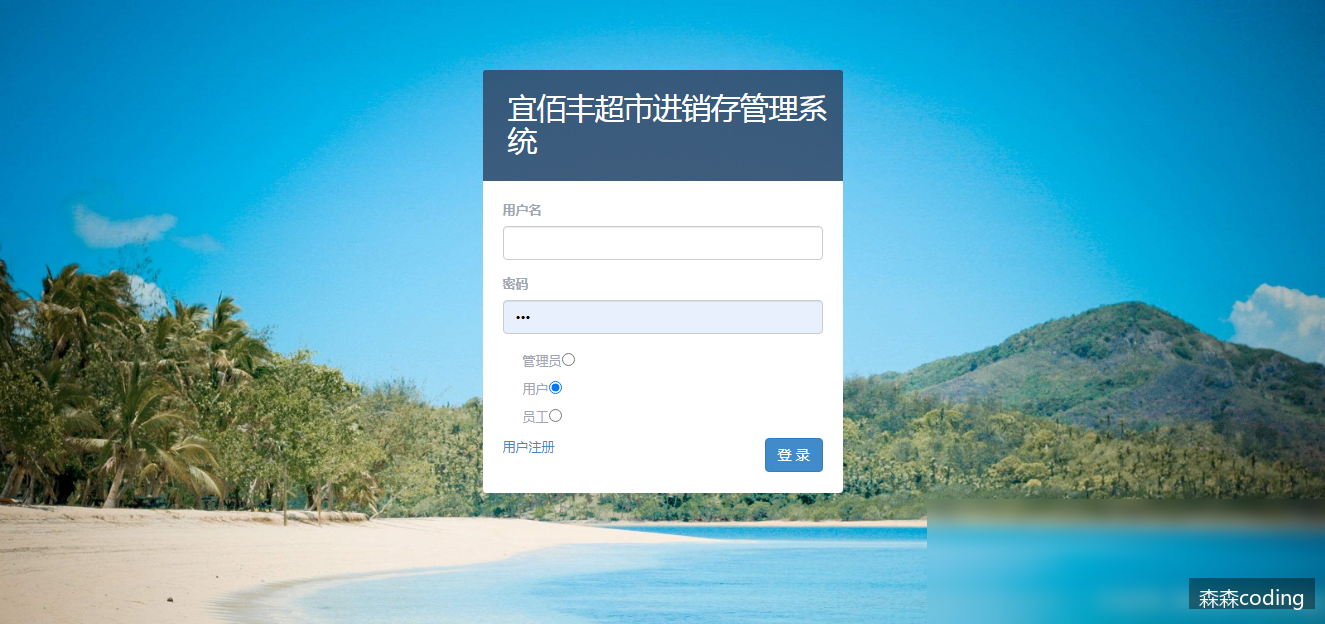 宜佰丰超市进销存管理系
统
用户名
密码
•••
管理员
用户
员工
用户注册
登 录
森森coding